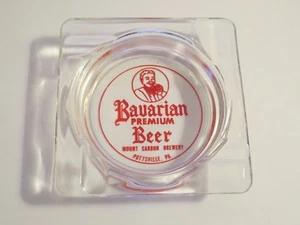 Bavarian
PREMIUM
Beer
MOUNT CARBON BREWERY
POTTSVILLE PA.